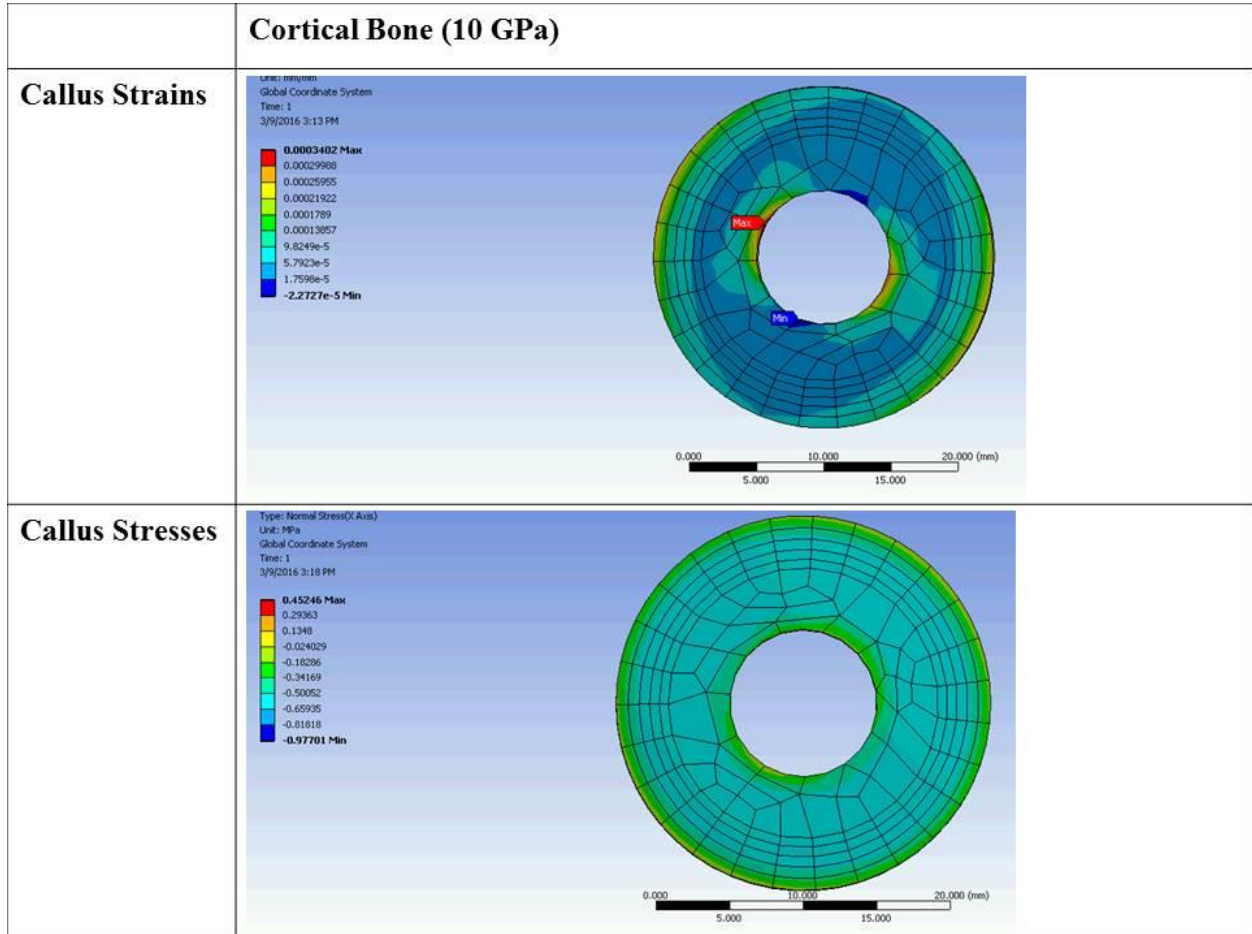 Cortical Bone (10 GPa)
Callus Strains
Unit: mm/mm
Global Coordinate System
Time: 1
3/9/2016 3:13 PM
0.0003402 Max
0.00029988
0.00025955
0.00021922
0.0001789
0.00013857
9.8249e-5
5.7923e-5
1.7598e-5
-2.2727e-5 Min
Max
Min
0.000 10.000 20.000 (mm)
5.000 15.000
Callus Stresses
Type: Normal Stress(X Axis)
Unit: MPa
Global Coordinate System
Time: 1
3/9/2016 3:18 PM
0.45246 Max
0.29363
0.1348
-0.024029
-0.18286
-0.34169
-0.50052
-0.65935
-0.81818
-0.97701 Min
0.000 10.000 20.000 (mm)
5.000 15.000